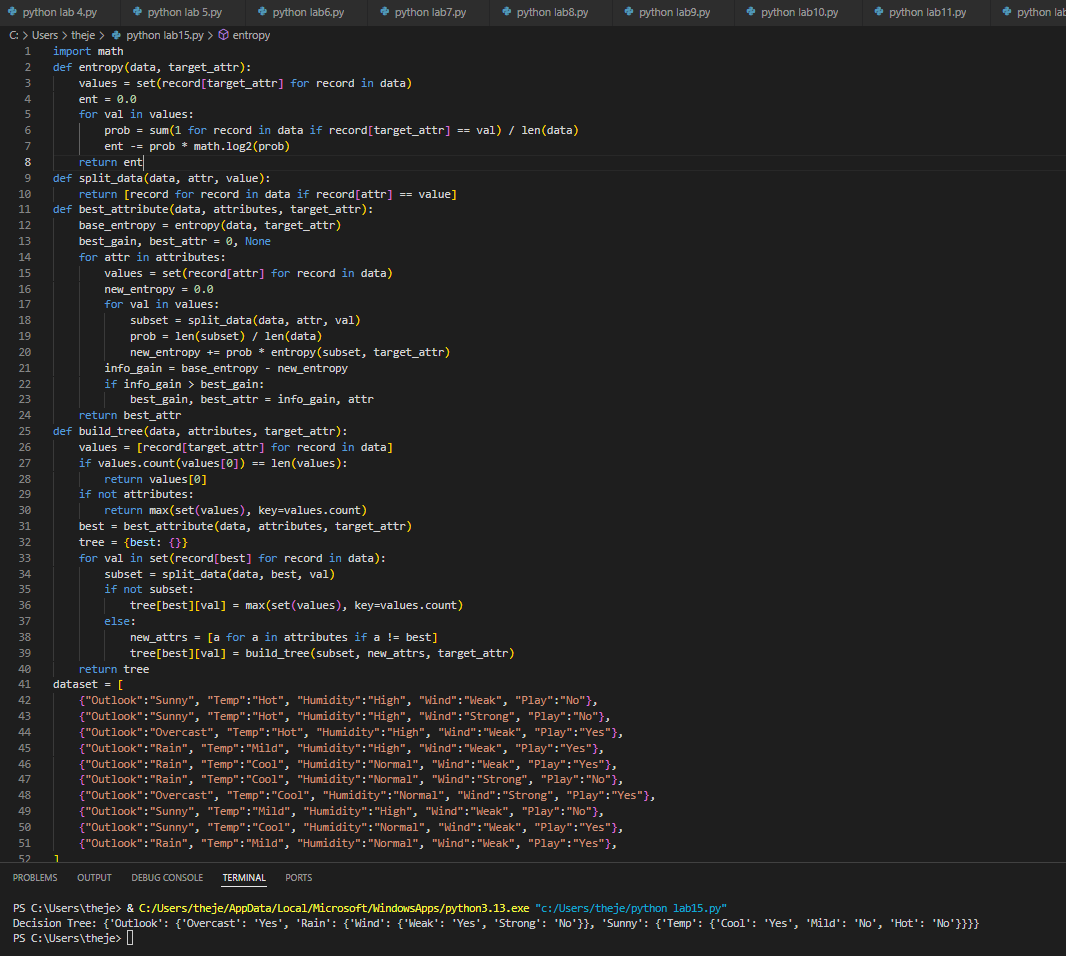 python lab 4.py python lab 5.py python lab6.py python lab7.py python lab8.py python lab9.py python lab10.py python lab11.py python lab
C: > Users > theje > python lab15.py > entropy
1 import math
2 def entropy(data, target_attr):
3     values = set(record[target_attr] for record in data)
4     ent = 0.0
5     for val in values:
6         prob = sum(1 for record in data if record[target_attr] == val) / len(data)
7         ent -= prob * math.log2(prob)
8     return ent
9 def split_data(data, attr, value):
10     return [record for record in data if record[attr] == value]
11 def best_attribute(data, attributes, target_attr):
12     base_entropy = entropy(data, target_attr)
13     best_gain, best_attr = 0, None
14     for attr in attributes:
15         values = set(record[attr] for record in data)
16         new_entropy = 0.0
17         for val in values:
18             subset = split_data(data, attr, val)
19             prob = len(subset) / len(data)
20             new_entropy += prob * entropy(subset, target_attr)
21         info_gain = base_entropy - new_entropy
22         if info_gain > best_gain:
23             best_gain, best_attr = info_gain, attr
24     return best_attr
25 def build_tree(data, attributes, target_attr):
26     values = [record[target_attr] for record in data]
27     if values.count(values[0]) == len(values):
28         return values[0]
29     if not attributes:
30         return max(set(values), key=values.count)
31     best = best_attribute(data, attributes, target_attr)
32     tree = {best: {}}
33     for val in set(record[best] for record in data):
34         subset = split_data(data, best, val)
35         if not subset:
36             tree[best][val] = max(set(values), key=values.count)
37         else:
38             new_attrs = [a for a in attributes if a != best]
39             tree[best][val] = build_tree(subset, new_attrs, target_attr)
40     return tree
41 dataset = [
42     {"Outlook":"Sunny", "Temp":"Hot", "Humidity":"High", "Wind":"Weak", "Play":"No"},
43     {"Outlook":"Sunny", "Temp":"Hot", "Humidity":"High", "Wind":"Strong", "Play":"No"},
44     {"Outlook":"Overcast", "Temp":"Hot", "Humidity":"High", "Wind":"Weak", "Play":"Yes"},
45     {"Outlook":"Rain", "Temp":"Mild", "Humidity":"High", "Wind":"Weak", "Play":"Yes"},
46     {"Outlook":"Rain", "Temp":"Cool", "Humidity":"Normal", "Wind":"Weak", "Play":"Yes"},
47     {"Outlook":"Rain", "Temp":"Cool", "Humidity":"Normal", "Wind":"Strong", "Play":"No"},
48     {"Outlook":"Overcast", "Temp":"Cool", "Humidity":"Normal", "Wind":"Strong", "Play":"Yes"},
49     {"Outlook":"Sunny", "Temp":"Mild", "Humidity":"High", "Wind":"Weak", "Play":"No"},
50     {"Outlook":"Sunny", "Temp":"Cool", "Humidity":"Normal", "Wind":"Weak", "Play":"Yes"},
51     {"Outlook":"Rain", "Temp":"Mild", "Humidity":"Normal", "Wind":"Weak", "Play":"Yes"},
52 ]
PROBLEMS OUTPUT DEBUG CONSOLE TERMINAL PORTS
PS C:\Users\theje> & C:/Users/theje/AppData/Local/Microsoft/WindowsApps/python3.13.exe "c:/Users/theje/python lab15.py"
Decision Tree: {'Outlook': {'Overcast': 'Yes', 'Rain': {'Wind': {'Weak': 'Yes', 'Strong': 'No'}}, 'Sunny': {'Temp': {'Cool': 'Yes', 'Mild': 'No', 'Hot': 'No'}}}}
PS C:\Users\theje>